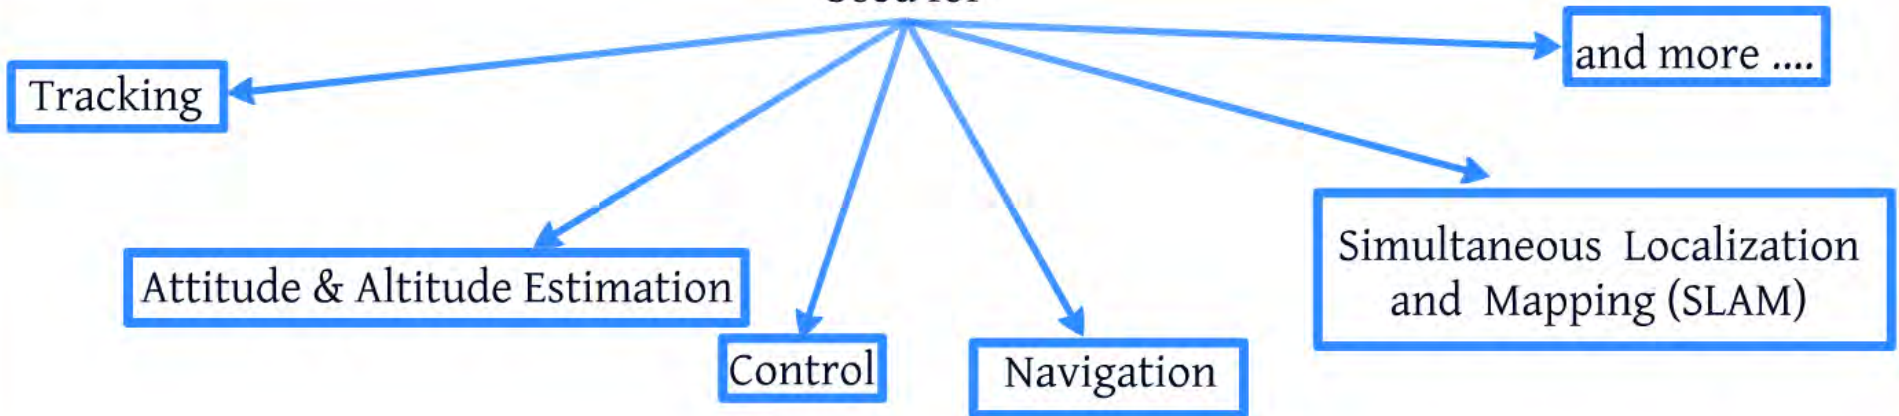 and more ....
Tracking
Simultaneous Localization
and Mapping (SLAM)
Attitude & Altitude Estimation
Control
Navigation